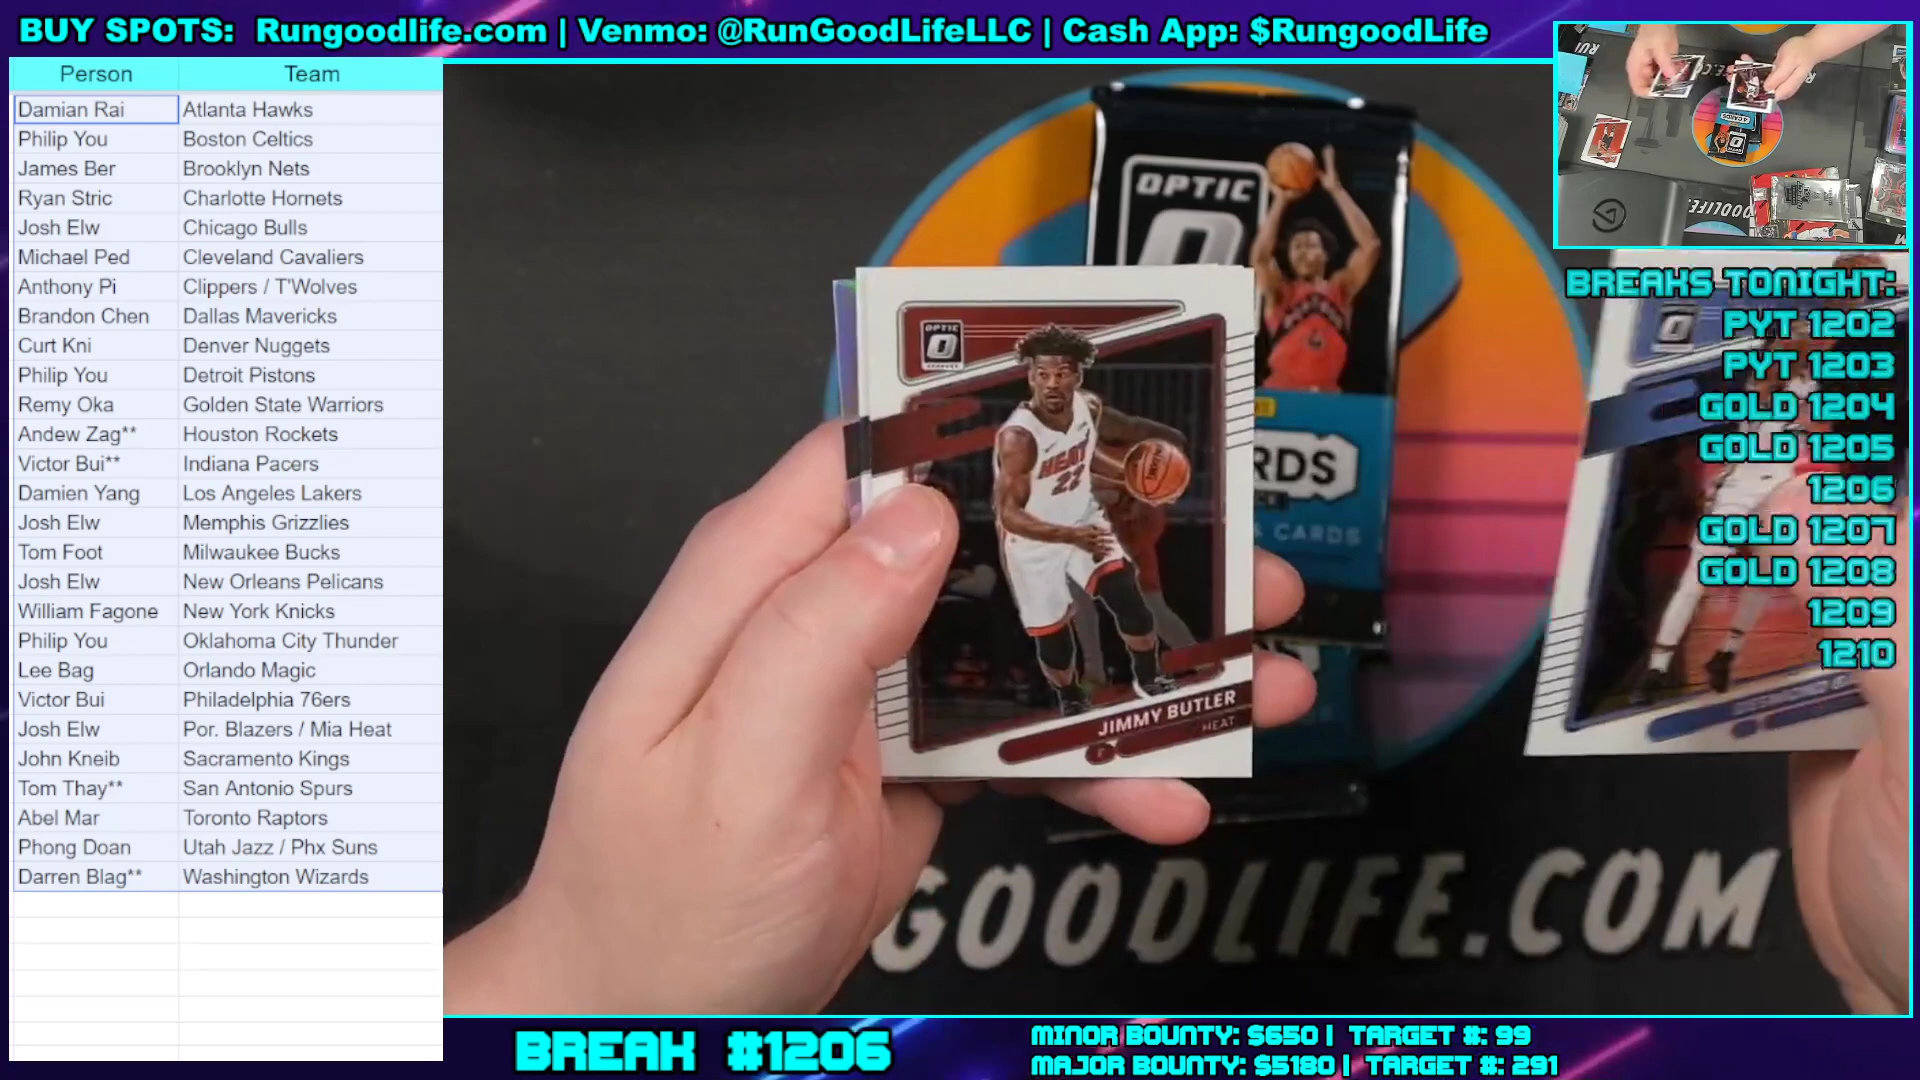 BUY SPOTS: Rungoodlife.com | Venmo: @RunGoodLifeLLC | Cash App: $RungoodLife
Person Team
Damian Rai Atlanta Hawks
Philip You Boston Celtics
James Ber Brooklyn Nets
Ryan Stric Charlotte Hornets
Josh Elw Chicago Bulls
Michael Ped Cleveland Cavaliers
Anthony Pi Clippers / T'Wolves
Brandon Chen Dallas Mavericks
Curt Kni Denver Nuggets
Philip You Detroit Pistons
Remy Oka Golden State Warriors
Andew Zag** Houston Rockets
Victor Bui** Indiana Pacers
Damien Yang Los Angeles Lakers
Josh Elw Memphis Grizzlies
Tom Foot Milwaukee Bucks
Josh Elw New Orleans Pelicans
William Fagone New York Knicks
Philip You Oklahoma City Thunder
Lee Bag Orlando Magic
Victor Bui Philadelphia 76ers
Josh Elw Por. Blazers / Mia Heat
John Kneib Sacramento Kings
Tom Thay** San Antonio Spurs
Abel Mar Toronto Raptors
Phong Doan Utah Jazz / Phx Suns
Darren Blag** Washington Wizards
OPTIC
OPTIC
HEAT
22
JIMMY BUTLER
HEAT
RDS
CARDS
GOODLIFE.COM
BREAKS TONIGHT:
PYT 1202
PYT 1203
GOLD 1204
GOLD 1205
1206
GOLD 1207
GOLD 1208
1209
1210
BREAK #1206
MINOR BOUNTY: $650 | TARGET #: 99
MAJOR BOUNTY: $5180 | TARGET #: 291